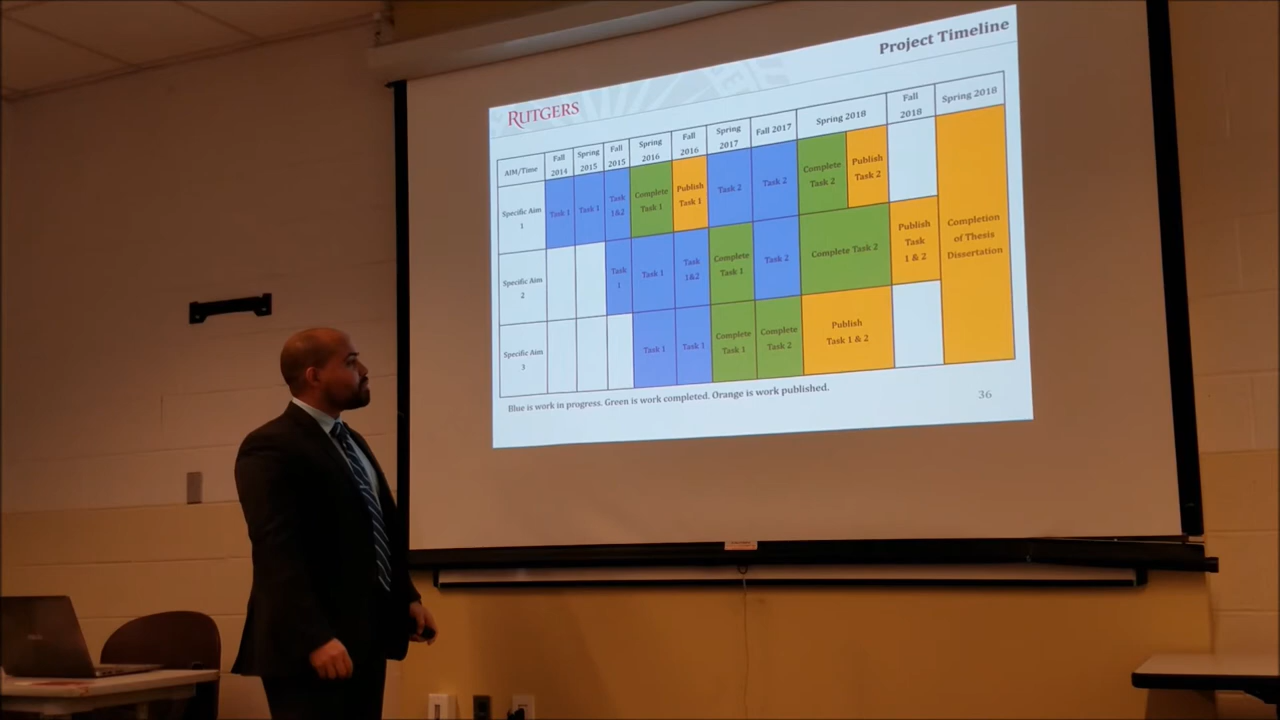 Project Timeline
RUTGERS
AIM/Time
Fall
2014
Spring
2015
Fall
2015
Spring
2016
Fall
2016
Spring
2017
Fall 2017
Spring 2018
Fall
2018
Spring 2018
Specific Aim
1
Task 1
Task 1
Task
1&2
Complete
Task 1
Publish
Task 1
Task 2
Task 2
Complete
Task 2
Publish
Task 2
Completion
of Thesis
Dissertation
Specific Aim
2
Task
1
Task 1
Task
1&2
Complete
Task 1
Task 2
Complete Task 2
Publish
Task
1 & 2
Specific Aim
3
Task 1
Task 1
Complete
Task 1
Complete
Task 2
Publish
Task 1 & 2
Blue is work in progress. Green is work completed. Orange is work published.
36